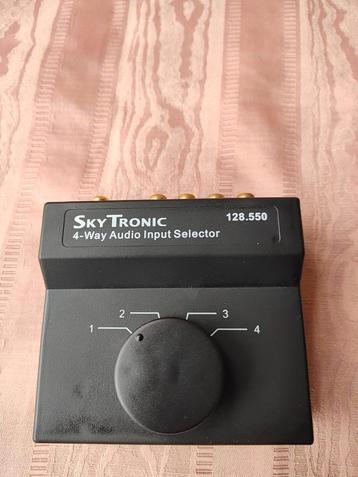 SKYTRONIC 128.550
4-Way Audio Input Selector
2 3
1 4